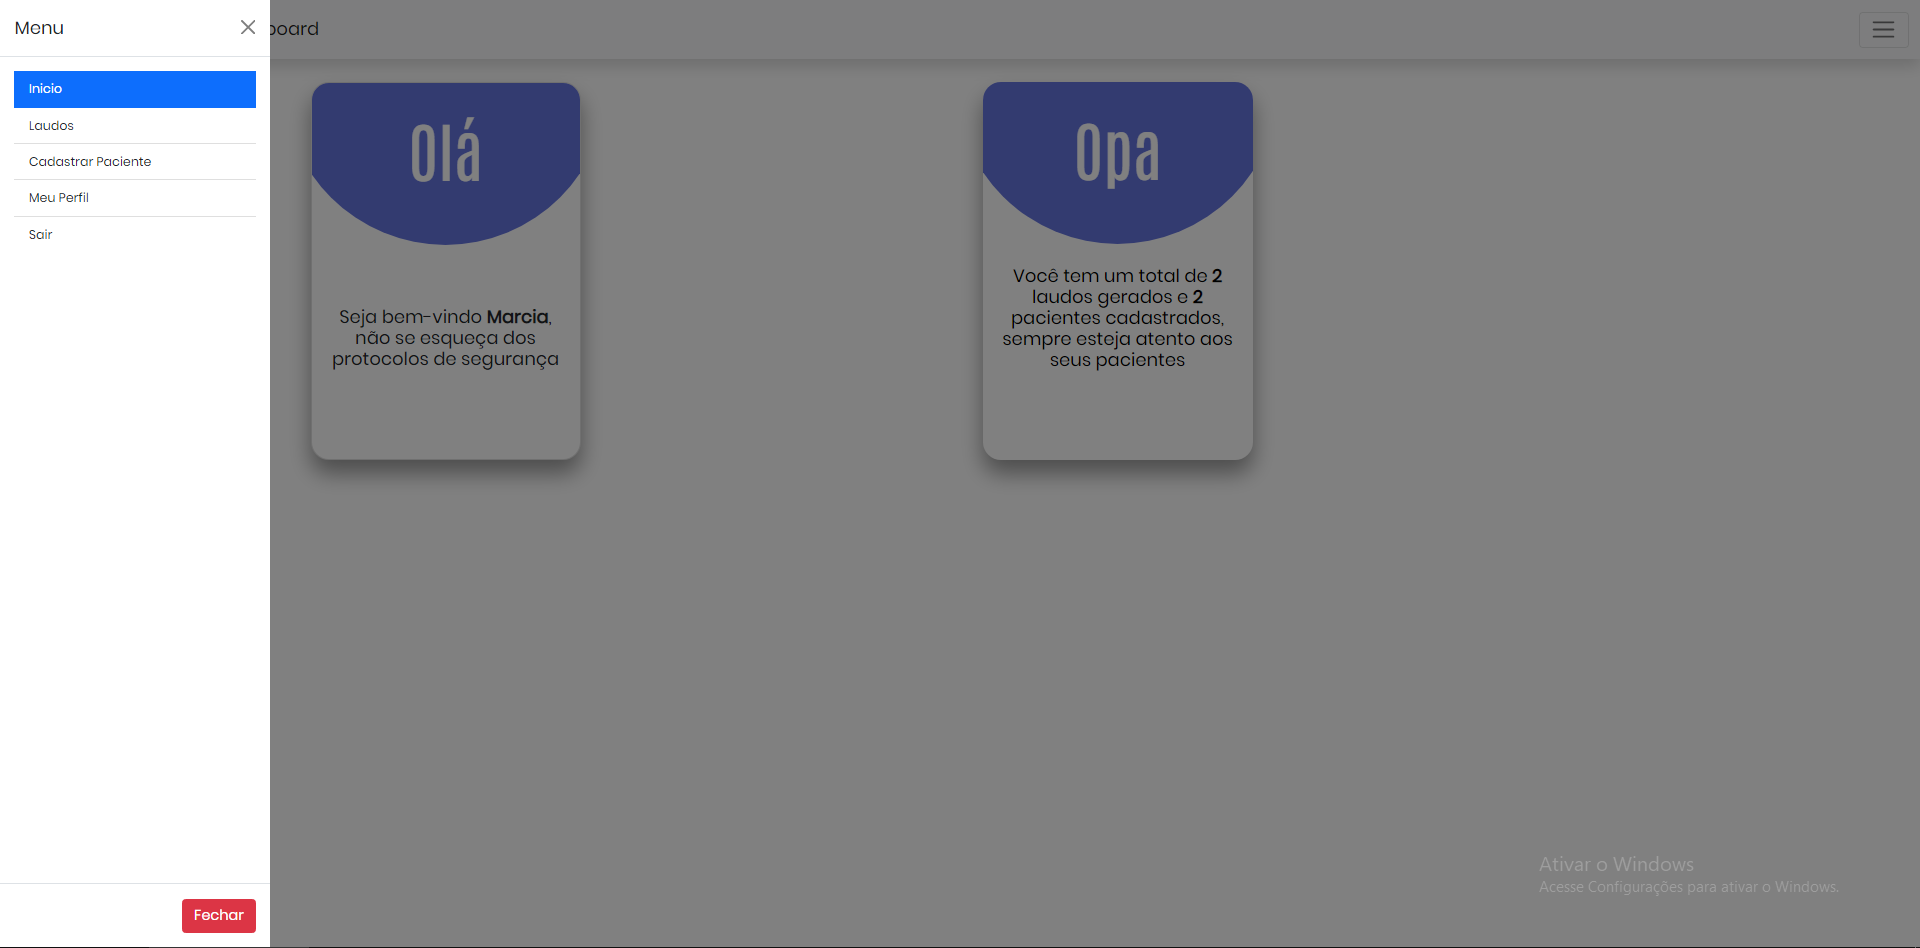 Menu
board
Inicio
Laudos
Cadastrar Paciente
Meu Perfil
Sair
Olá
Seja bem-vindo Marcia,
não se esqueça dos
protocolos de segurança
Opa
Você tem um total de 2
laudos gerados e 2
pacientes cadastrados,
sempre esteja atento aos
seus pacientes
Ativar o Windows
Acesse Configurações para ativar o Windows.
Fechar